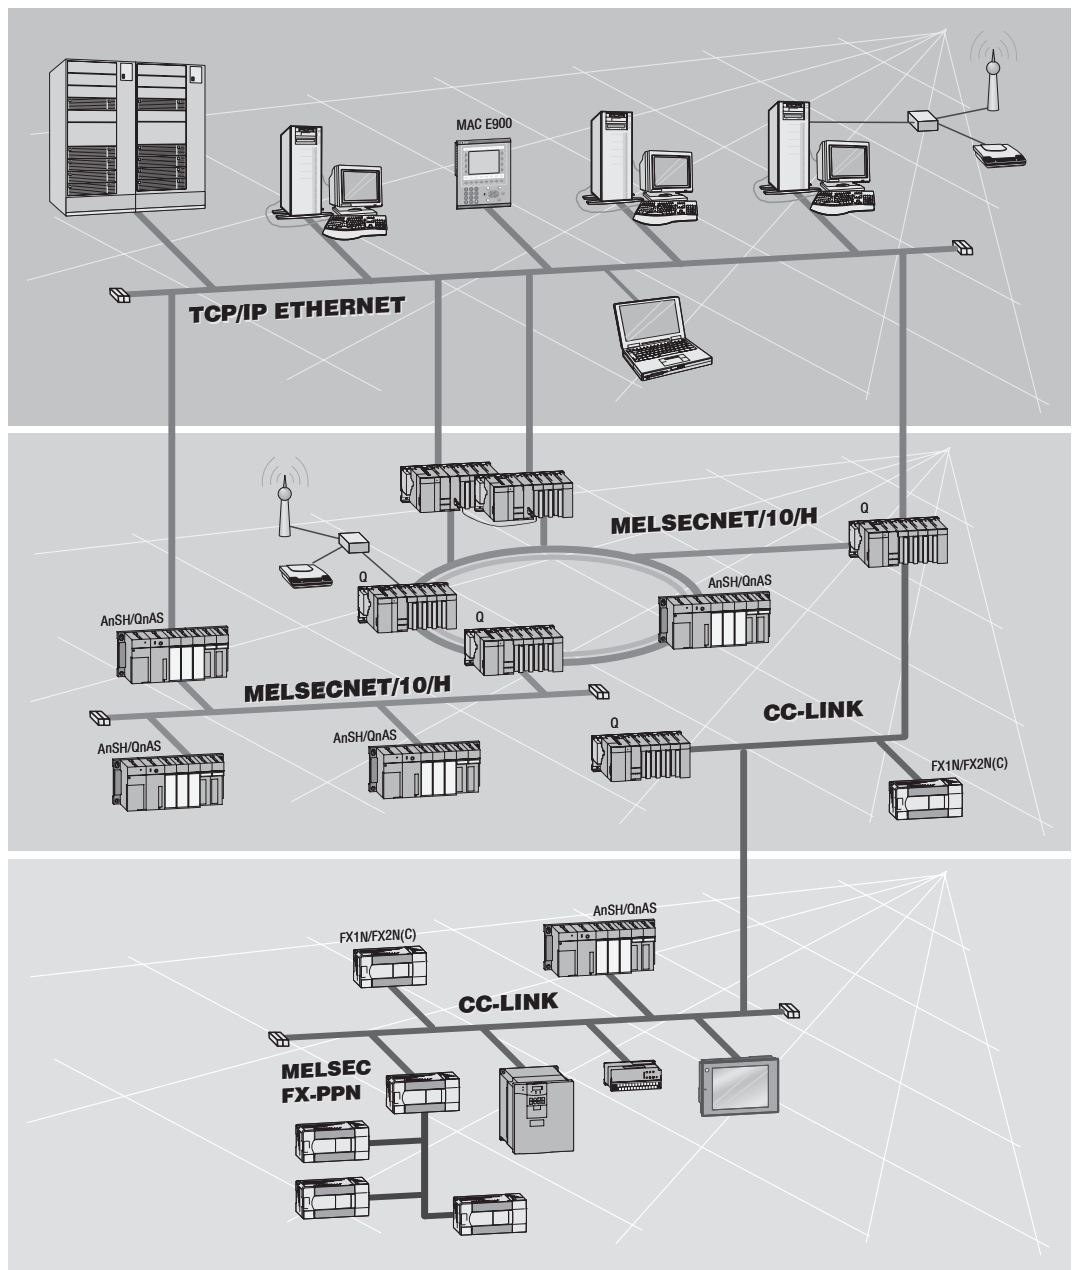 MAC E900
TCP/IP ETHERNET
MELSECNET/10/H
Q
Q
AnSH/QnAS
Q
AnSH/QnAS
MELSECNET/10/H
CC-LINK
Q
AnSH/QnAS
AnSH/QnAS
FX1N/FX2N(C)
AnSH/QnAS
FX1N/FX2N(C)
CC-LINK
MELSEC
FX-PPN